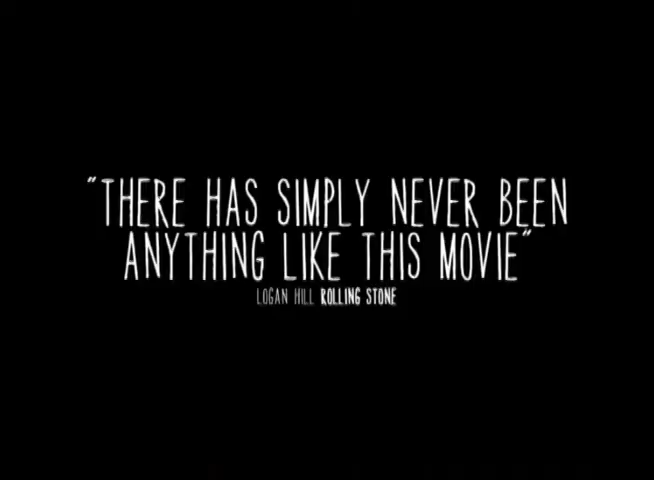 "THERE HAS SIMPLY NEVER BEEN
ANYTHING LIKE THIS MOVIE"
LOGAN HILL ROLLING STONE